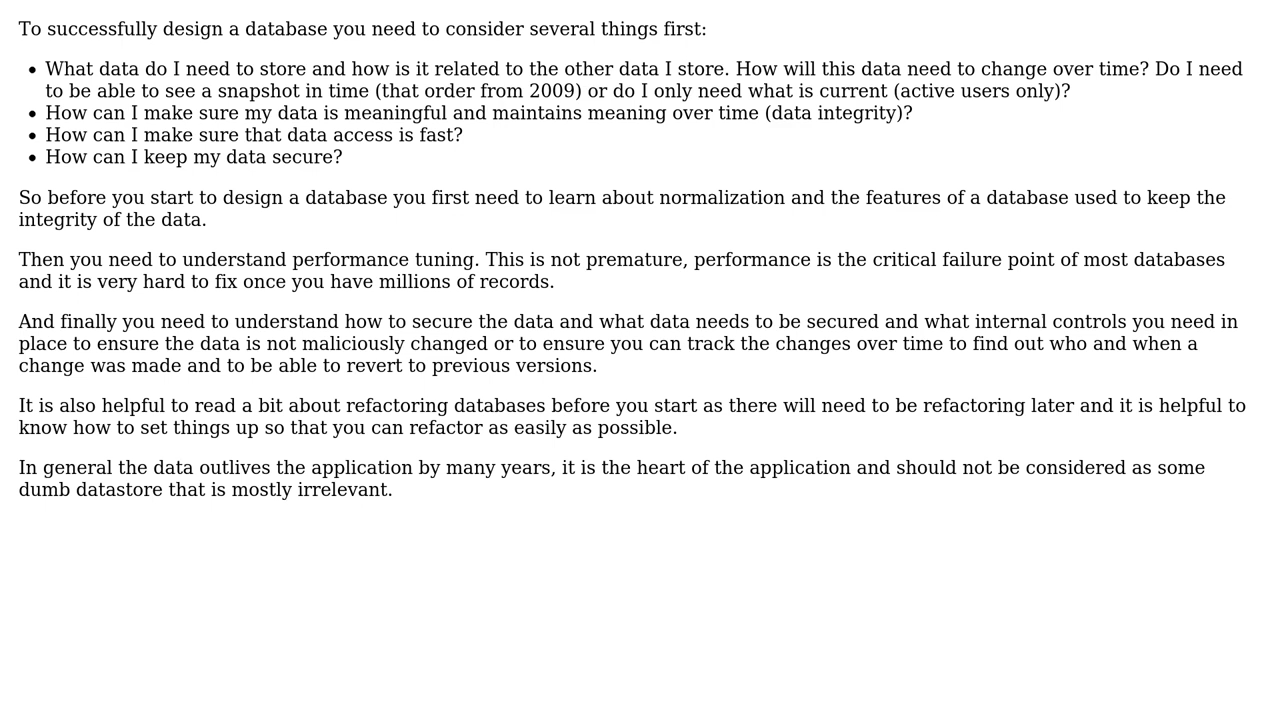 To successfully design a database you need to consider several things first:
• What data do I need to store and how is it related to the other data I store. How will this data need to change over time? Do I need
to be able to see a snapshot in time (that order from 2009) or do I only need what is current (active users only)?
• How can I make sure my data is meaningful and maintains meaning over time (data integrity)?
• How can I make sure that data access is fast?
• How can I keep my data secure?
So before you start to design a database you first need to learn about normalization and the features of a database used to keep the
integrity of the data.
Then you need to understand performance tuning. This is not premature, performance is the critical failure point of most databases
and it is very hard to fix once you have millions of records.
And finally you need to understand how to secure the data and what data needs to be secured and what internal controls you need in
place to ensure the data is not maliciously changed or to ensure you can track the changes over time to find out who and when a
change was made and to be able to revert to previous versions.
It is also helpful to read a bit about refactoring databases before you start as there will need to be refactoring later and it is helpful to
know how to set things up so that you can refactor as easily as possible.
In general the data outlives the application by many years, it is the heart of the application and should not be considered as some
dumb datastore that is mostly irrelevant.